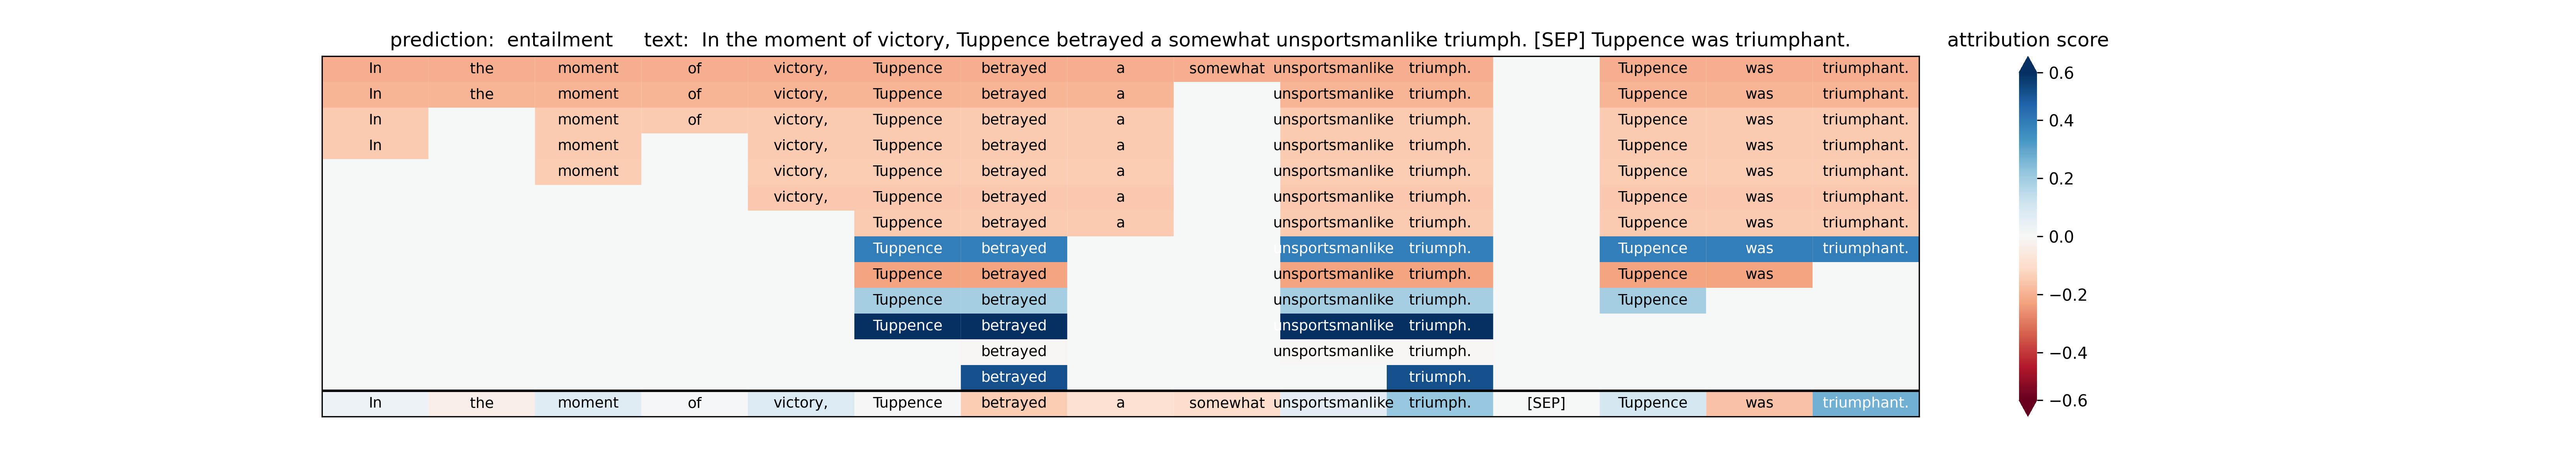 prediction:  entailment     text:  In the moment of victory, Tuppence betrayed a somewhat unsportsmanlike triumph. [SEP] Tuppence was triumphant.
attribution score
In the moment of victory, Tuppence betrayed a somewhat unsportsmanlike triumph. Tuppence was triumphant.
In the moment of victory, Tuppence betrayed a unsportsmanlike triumph. Tuppence was triumphant.
In moment of victory, Tuppence betrayed a unsportsmanlike triumph. Tuppence was triumphant.
In moment victory, Tuppence betrayed a unsportsmanlike triumph. Tuppence was triumphant.
moment victory, Tuppence betrayed a unsportsmanlike triumph. Tuppence was triumphant.
victory, Tuppence betrayed a unsportsmanlike triumph. Tuppence was triumphant.
Tuppence betrayed a unsportsmanlike triumph. Tuppence was triumphant.
Tuppence betrayed unsportsmanlike triumph. Tuppence was triumphant.
Tuppence betrayed unsportsmanlike triumph. Tuppence was
Tuppence betrayed unsportsmanlike triumph. Tuppence
Tuppence betrayed unsportsmanlike triumph.
betrayed unsportsmanlike triumph.
betrayed triumph.
In the moment of victory, Tuppence betrayed a somewhat unsportsmanlike triumph. [SEP] Tuppence was triumphant.
0.6
0.4
0.2
0.0
−0.2
−0.4
−0.6